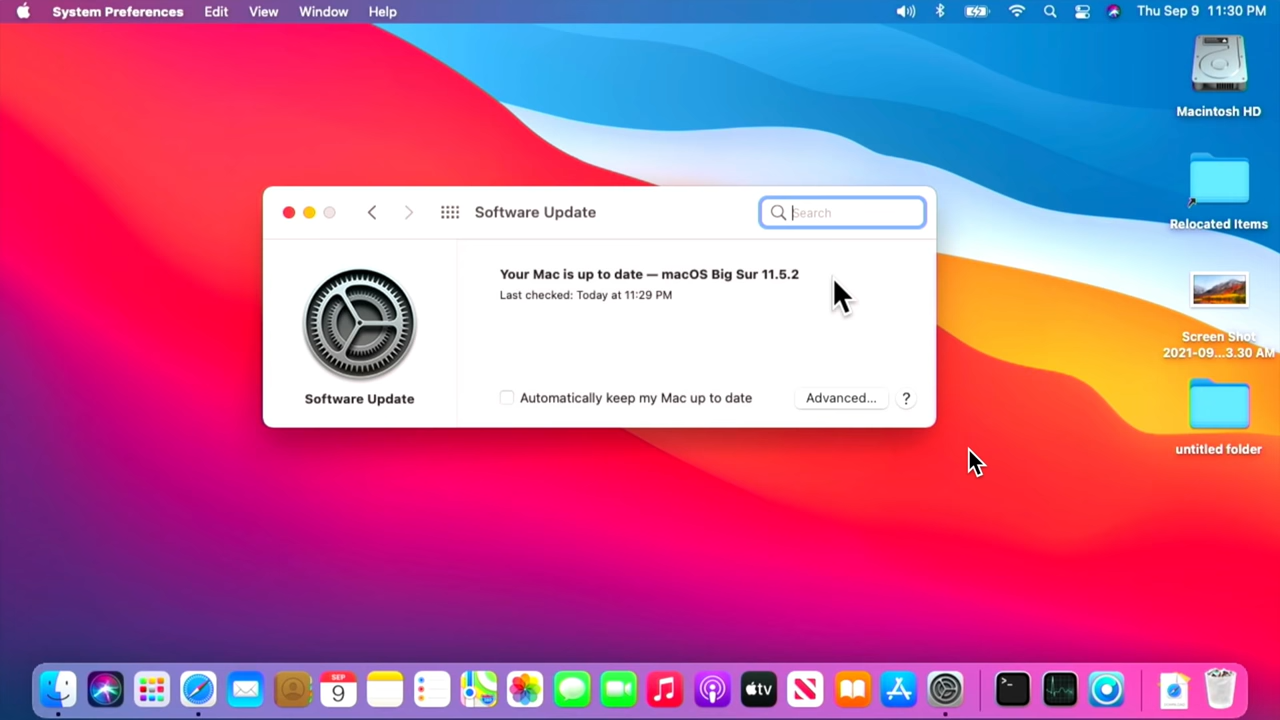 System Preferences Edit View Window Help
Thu Sep 9 11:30 PM
Macintosh HD
Relocated Items
Screen Shot
2021-09...3.30 AM
untitled folder
Software Update
Search
Your Mac is up to date — macOS Big Sur 11.5.2
Last checked: Today at 11:29 PM
Software Update
Automatically keep my Mac up to date
Advanced...
?
SEP
9
tv